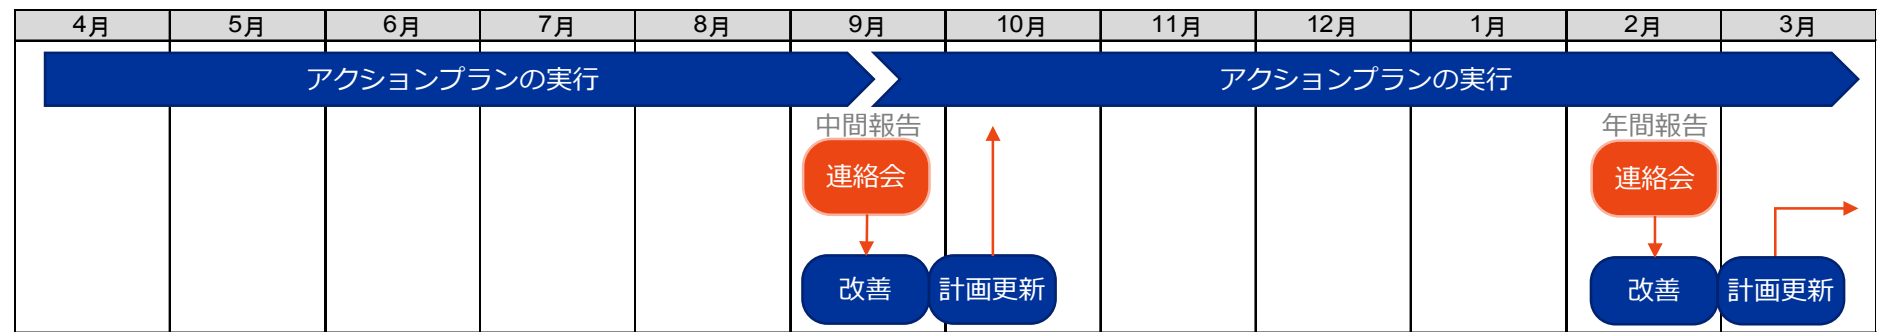 4月 5月 6月 7月 8月 9月 10月 11月 12月 1月 2月 3月
アクションプランの実行 アクションプランの実行
中間報告 年間報告
連絡会 連絡会
改善 計画更新 改善 計画更新